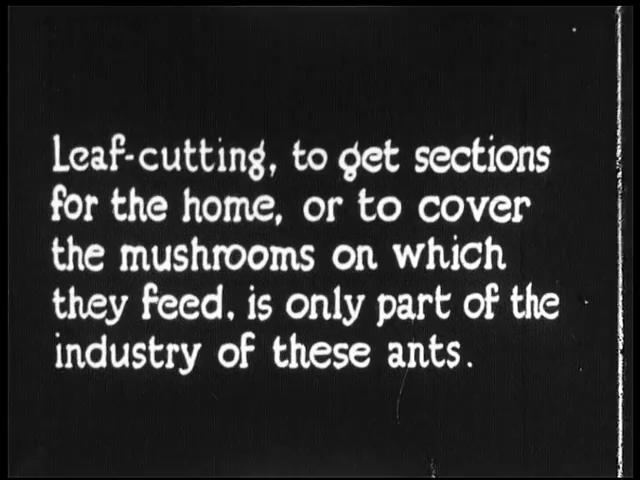 Leaf-cutting, to get sections
for the home, or to cover
the mushrooms on which
they feed, is only part of the
industry of these ants.